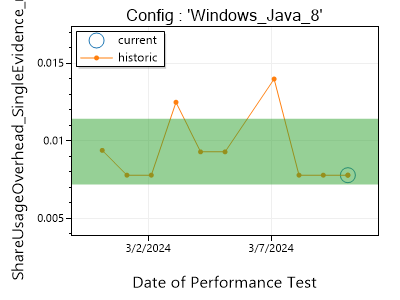 Config : 'Windows_Java_8'
current
historic
ShareUsageOverhead_SingleEvidence_
0.015
0.01
0.005
3/2/2024
3/7/2024
Date of Performance Test